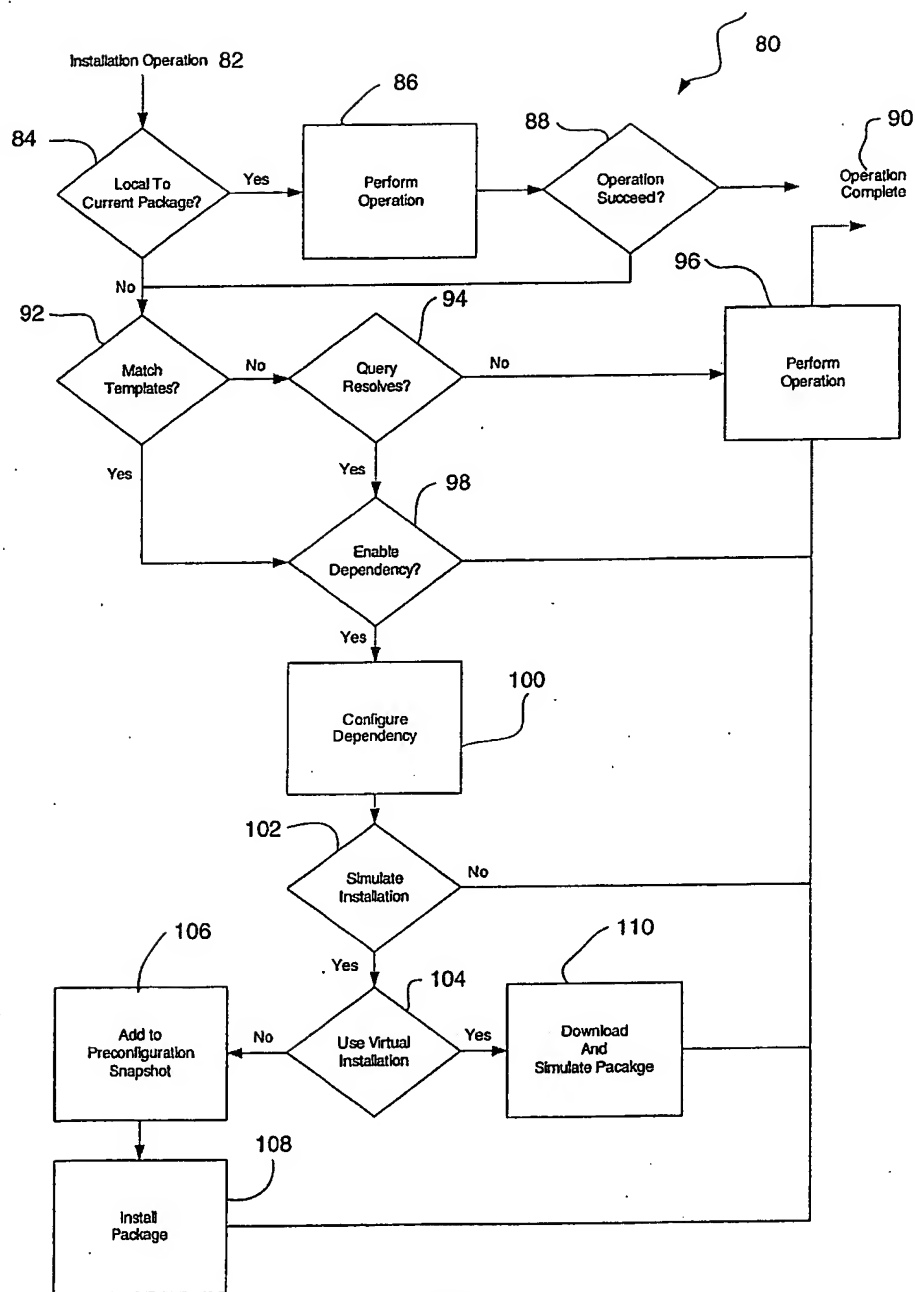 80
Installation Operation 82
86
88
90
84
Local To
Current Package?
Yes
Perform
Operation
Operation
Succeed?
Operation
Complete
No
92
94
96
Match
Templates?
No
Query
Resolves?
No
Perform
Operation
Yes
Yes
98
Enable
Dependency?
Yes
100
Configure
Dependency
102
Simulate
Installation
No
106
110
Yes
104
Add to
Preconfiguration
Snapshot
No
Use Virtual
Installation
Yes
Download
And
Simulate Pacakge
108
Install
Package